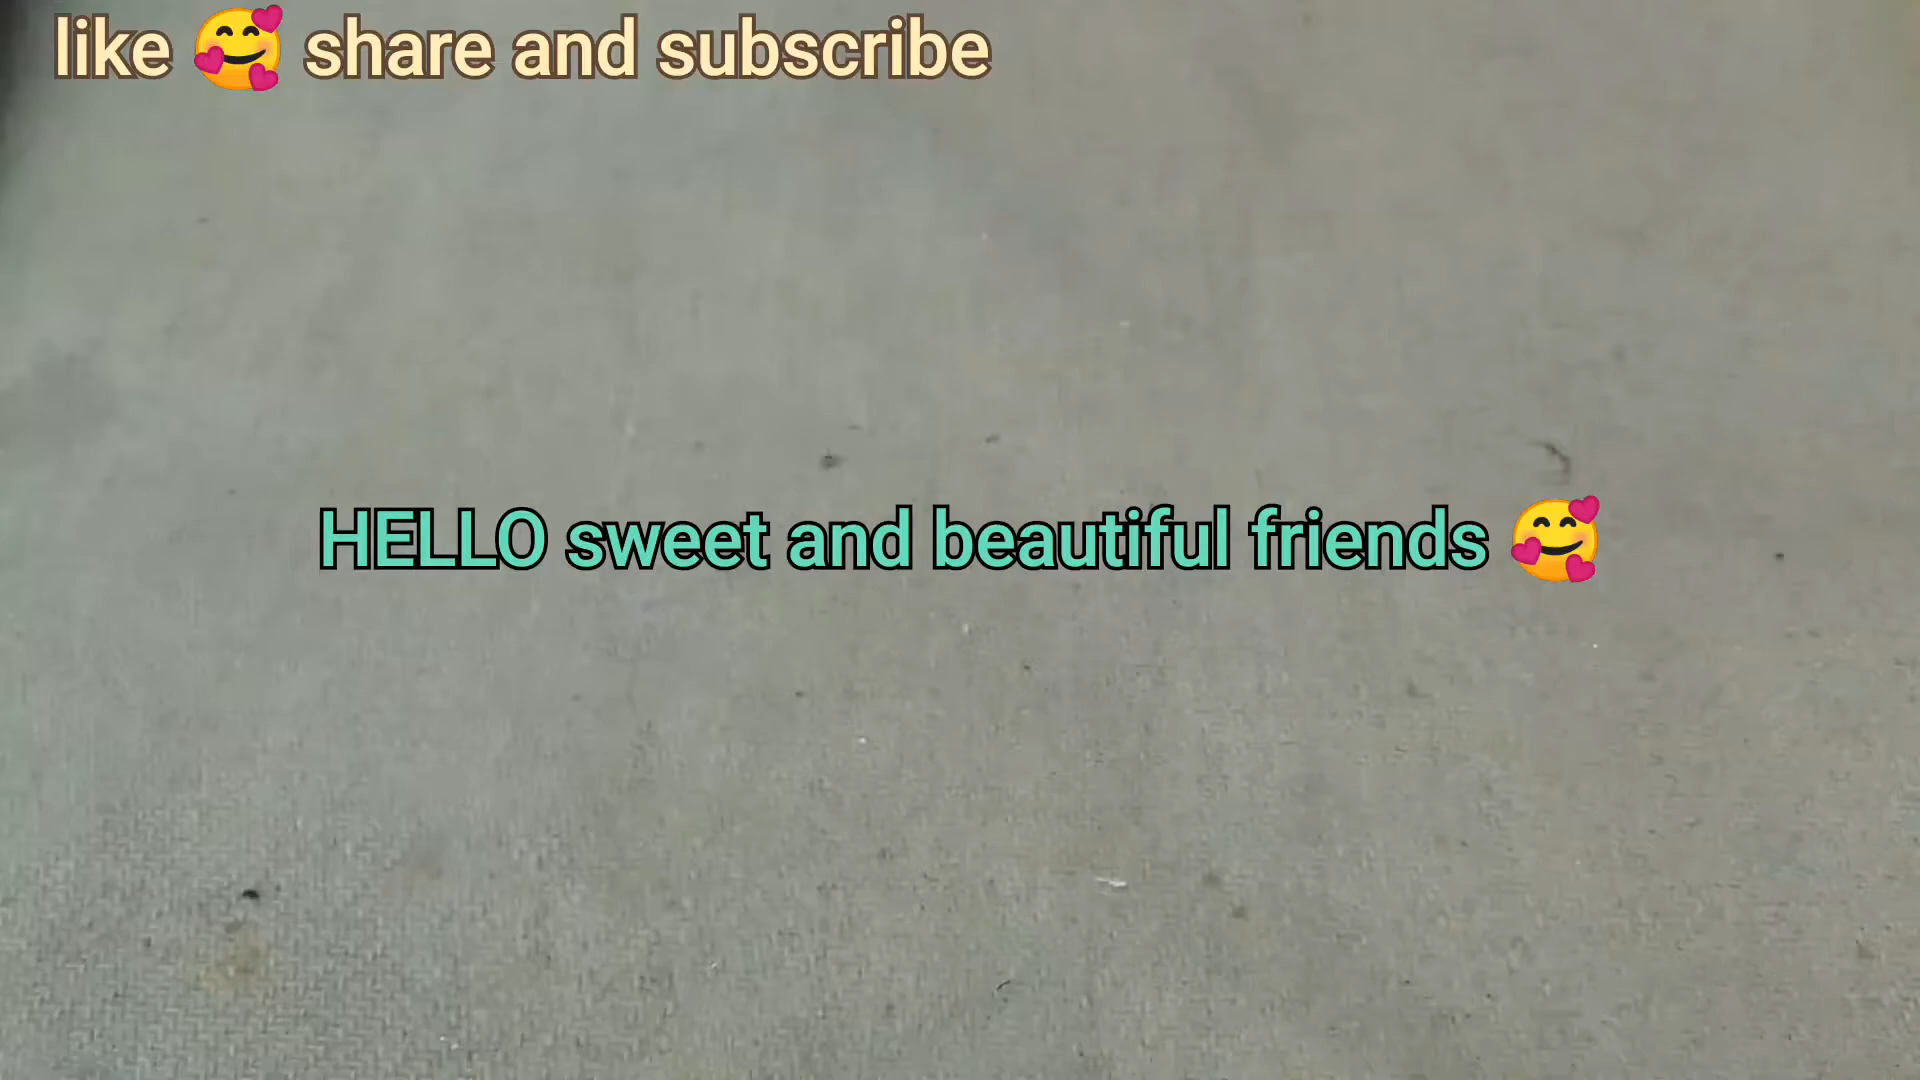 like 🥰 share and subscribe
HELLO sweet and beautiful friends 🥰